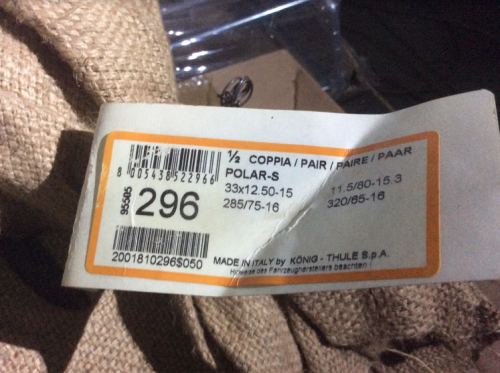 ½ COPPIA / PAIR / PAIRE / PAAR
POLAR-S
33x12.50-15 11.5/80-15.3
285/75-16 320/65-16
8 005438 522966
95505
296
2001810296S050
MADE IN ITALY by KÖNIG - THULE S.p.A.
Hinweise des Fahrzeugherstellers beachten !